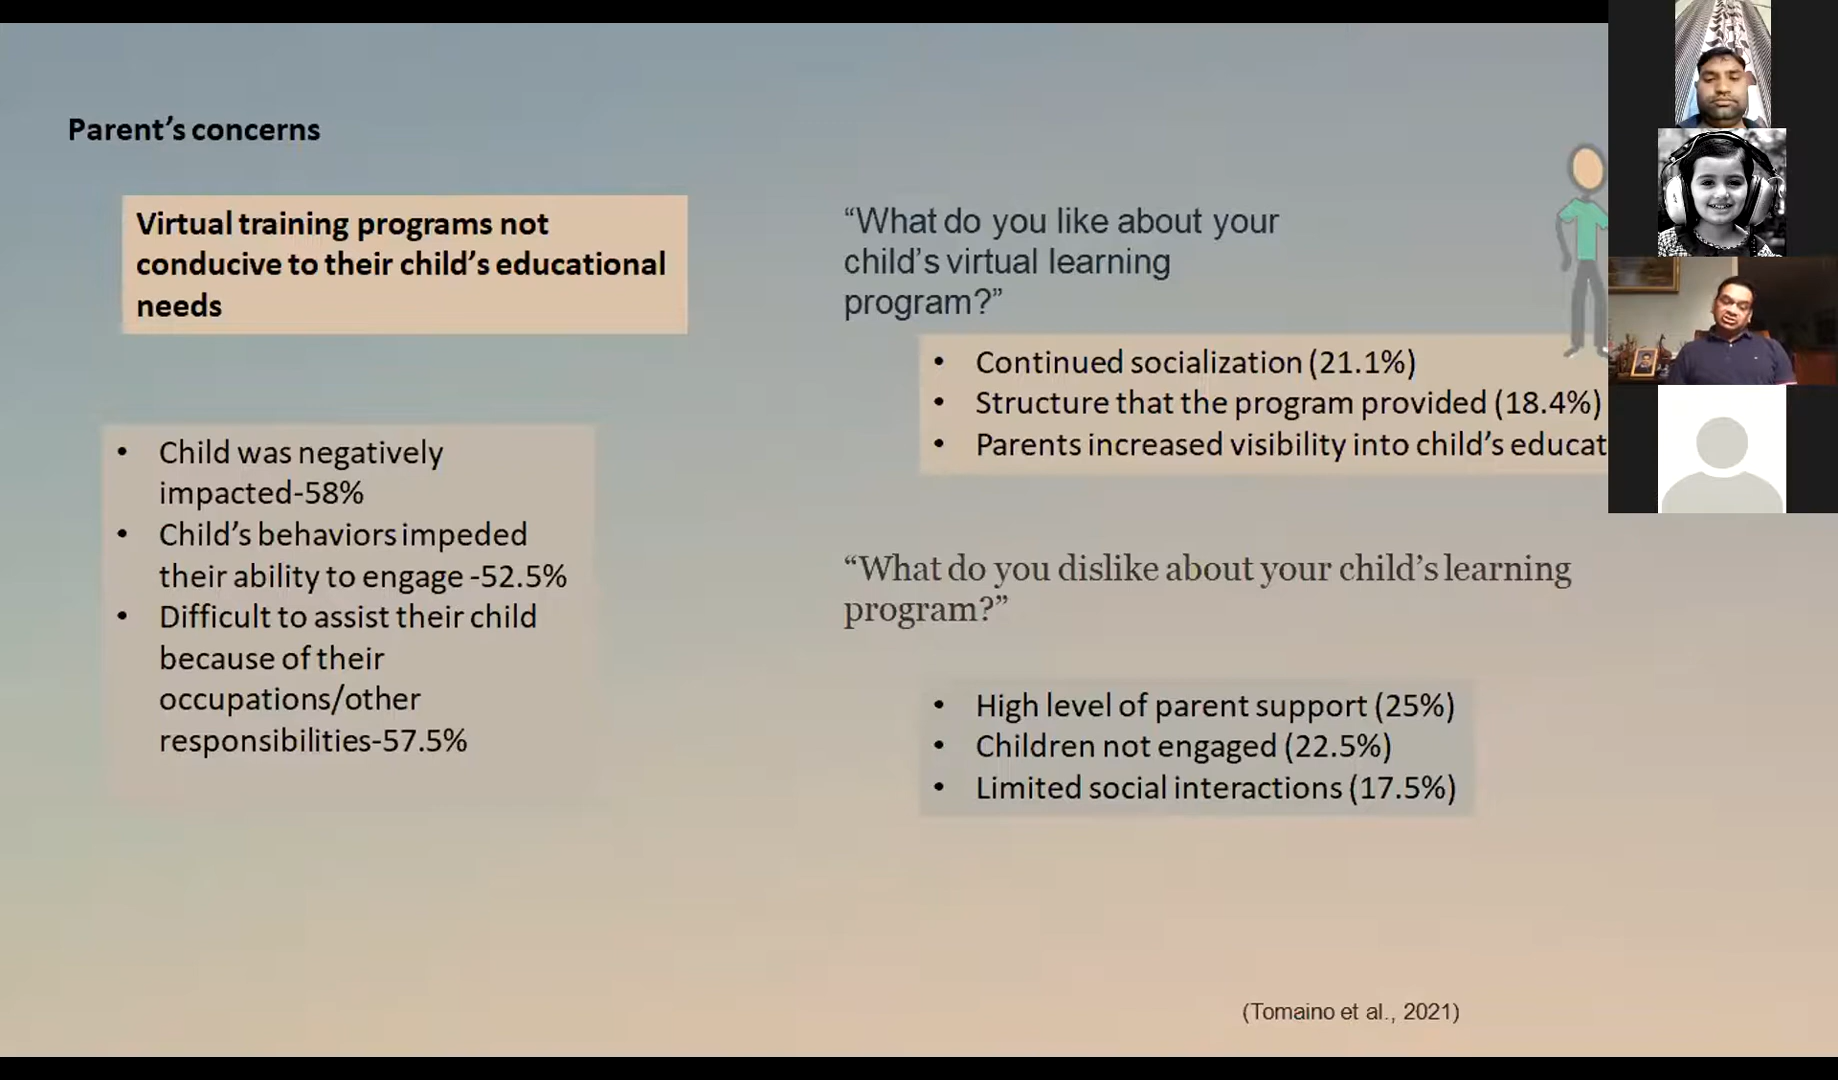 Parent’s concerns
Virtual training programs not
conducive to their child’s educational
needs
• Child was negatively
impacted-58%
• Child’s behaviors impeded
their ability to engage -52.5%
• Difficult to assist their child
because of their
occupations/other
responsibilities-57.5%
“What do you like about your
child’s virtual learning
program?”
• Continued socialization (21.1%)
• Structure that the program provided (18.4%)
• Parents increased visibility into child’s educat
“What do you dislike about your child’s learning
program?”
• High level of parent support (25%)
• Children not engaged (22.5%)
• Limited social interactions (17.5%)
(Tomaino et al., 2021)